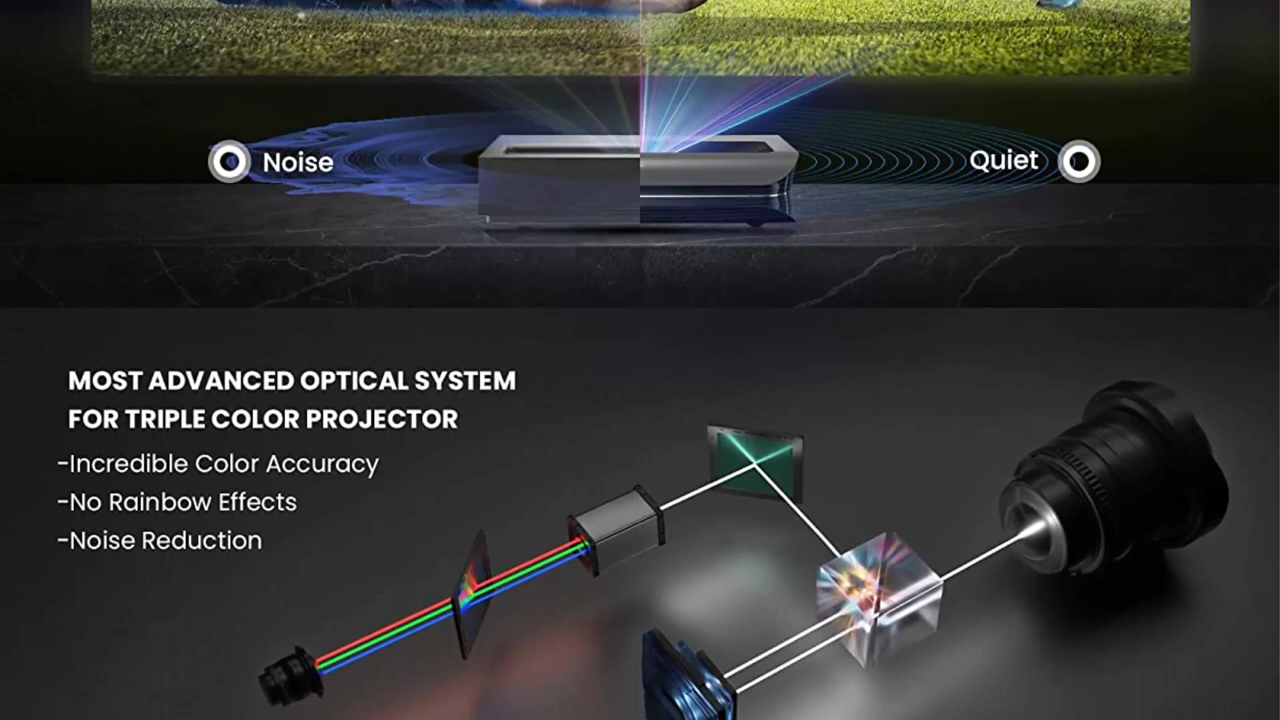 Noise
Quiet
MOST ADVANCED OPTICAL SYSTEM
FOR TRIPLE COLOR PROJECTOR
-Incredible Color Accuracy
-No Rainbow Effects
-Noise Reduction